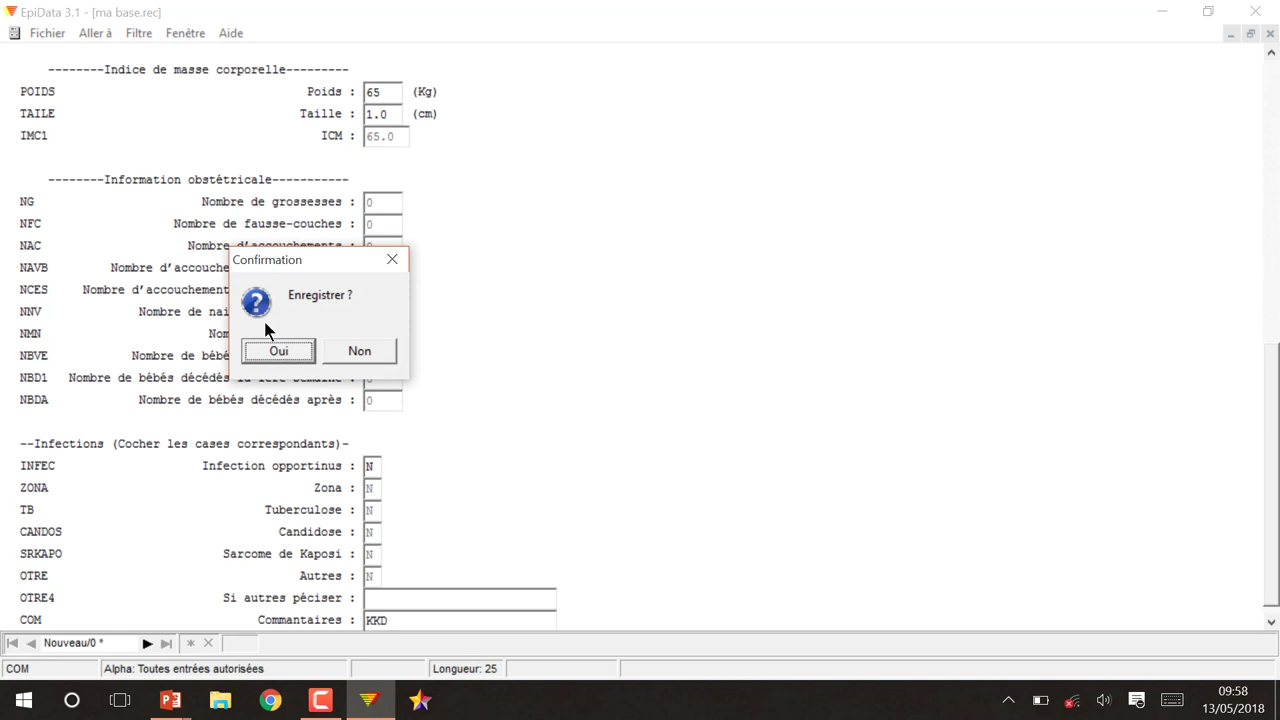 EpiData 3.1 - [ma base.rec]
Fichier Aller à Filtre Fenêtre Aide
--------Indice de masse corporelle---------
POIDS Poids : 65 (Kg)
TAILE Taille : 1.0 (cm)
IMC1 ICM : 65.0
--------Information obstétricale-----------
NG Nombre de grossesses : 0
NFC Nombre de fausse-couches : 0
NAC Nombre d'accouchements :
Confirmation
NAVB Nombre d'accouche
NCES Nombre d'accouchement
Enregistrer ?
NNV Nombre de nai
NMN Nom
Oui Non
NBVE Nombre de bébé
NBD1 Nombre de bébés décédés
NBDA Nombre de bébés décédés après : 0
--Infections (Cocher les cases correspondants)-
INFEC Infection opportinus : N
ZONA Zona : N
TB Tuberculose : N
CANDOS Candidose : N
SRKAPO Sarcome de Kaposi : N
OTRE Autres : N
OTRE4 Si autres péciser :
COM Commantaires : KKD
Nouveau/0 *
COM Alpha: Toutes entrées autorisées Longueur: 25
09:58
13/05/2018